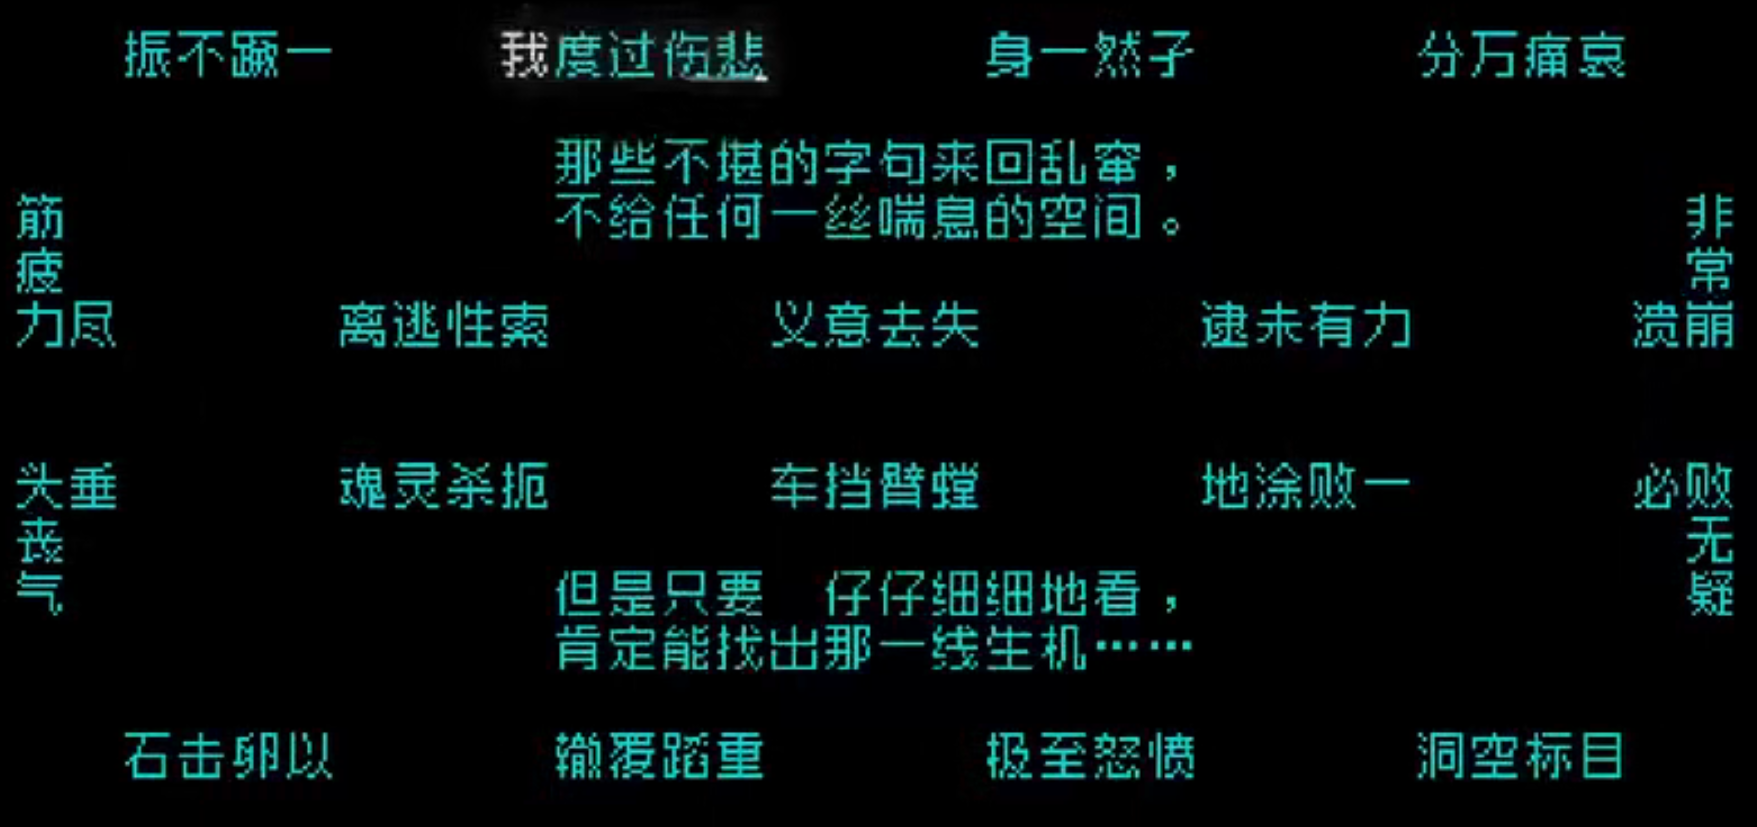 振不蹶一 我度过伤悲 身一然孑 分万痛哀
那些不堪的字句来回乱窜，
不给任何一丝喘息的空间。
筋疲
力尽 离逃性索 义意去失 逮未有力
非常
溃崩
头垂 魂灵杀扼 车挡臂螳 地涂败一 必败
丧气
无疑
但是只要 仔仔细细地看，
肯定能找出那一线生机……
石击卵以 输覆蹈重 极至怒愤 洞空标目